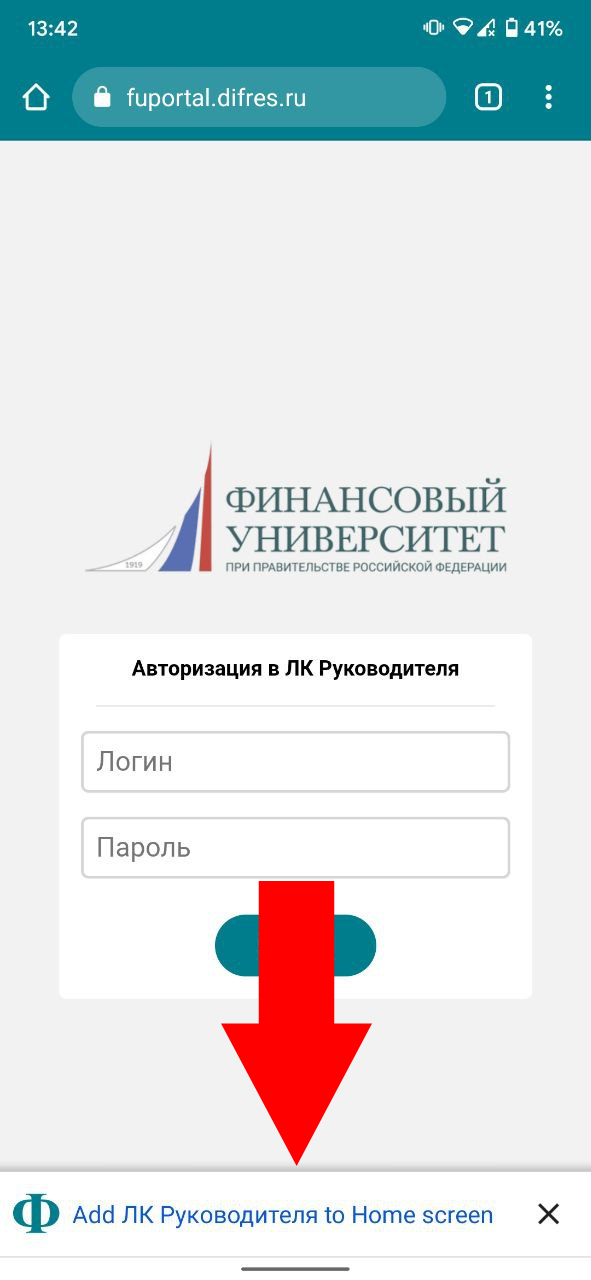 13:42
41%
fuportal.difres.ru
1
ФИНАНСОВЫЙ
УНИВЕРСИТЕТ
ПРИ ПРАВИТЕЛЬСТВЕ РОССИЙСКОЙ ФЕДЕРАЦИИ
1919
Авторизация в ЛК Руководителя
Логин
Пароль
Ф Add ЛК Руководителя to Home screen